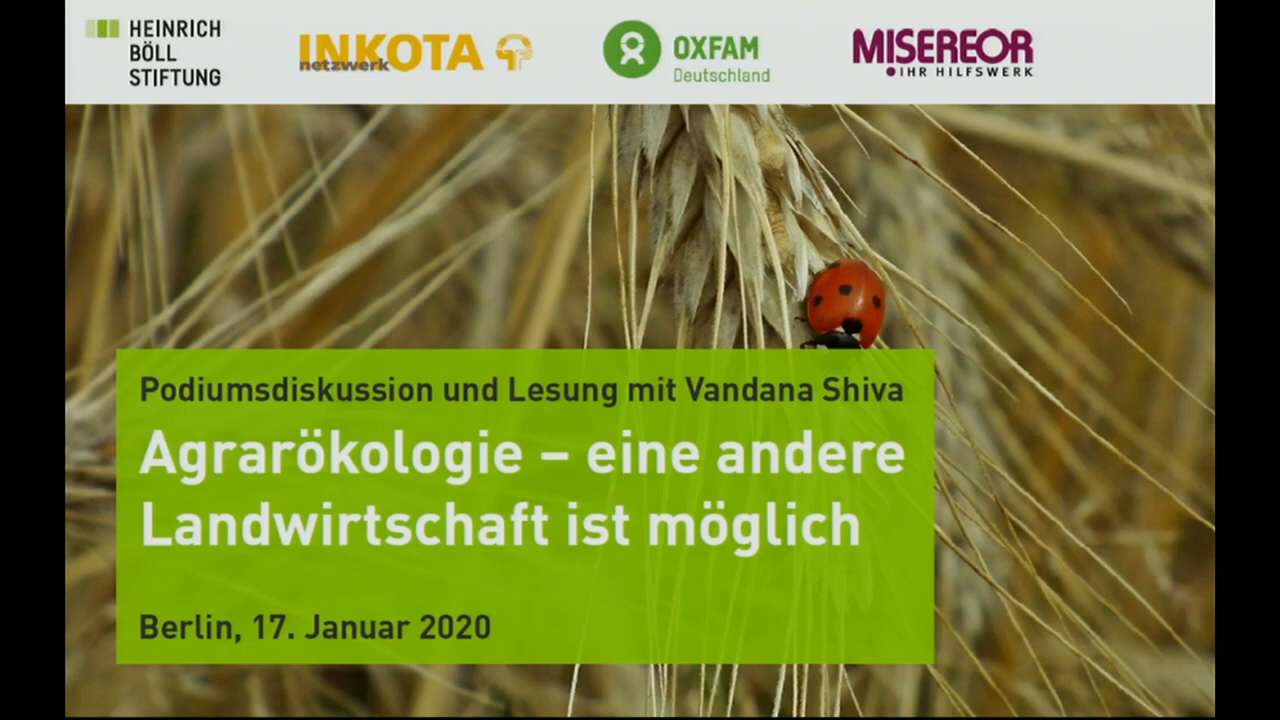 HEINRICH
BÖLL
STIFTUNG
INKOTA
netzwerk
OXFAM
Deutschland
MISEREOR
IHR HILFSWERK
Podiumsdiskussion und Lesung mit Vandana Shiva
Agrarökologie – eine andere
Landwirtschaft ist möglich
Berlin, 17. Januar 2020